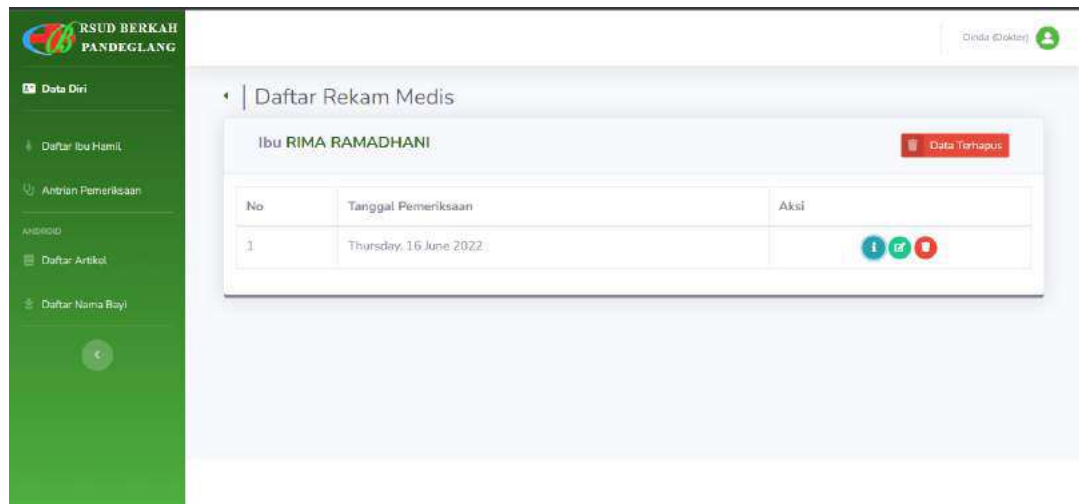 RSUD BERKAH
PANDEGLANG
Dinda (Dokter)
Data Diri
Daftar Ibu Hamil
Antrian Pemeriksaan
ANDROID
Daftar Artikel
Daftar Nama Bayi
Daftar Rekam Medis
Ibu RIMA RAMADHANI
Data Terhapus
No Tanggal Pemeriksaan Aksi
1 Thursday, 16 June 2022